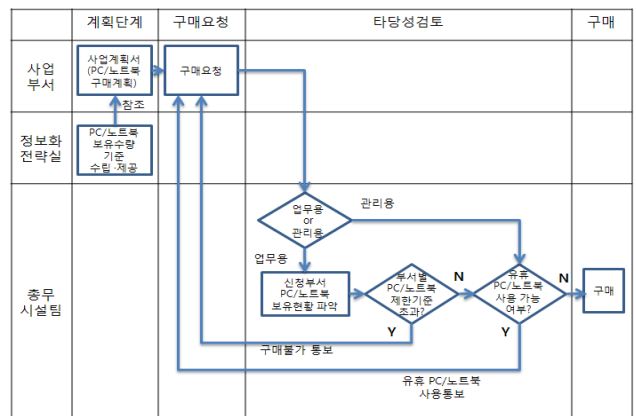 계획단계
구매요청
타당성검토
구매
사업
부서
사업계획서
(PC/노트북
구매계획)
구매요청
참조
정보화
전략실
PC/노트북
보유수량
기준
수립·제공
총무
시설팀
업무용
or
관리용
관리용
업무용
신청부서
PC/노트북
보유현황 파악
부서별
PC/노트북
제한기준
초과?
N
Y
유휴
PC/노트북
사용 가능
여부?
N
Y
구매
구매불가 통보
유휴 PC/노트북
사용통보